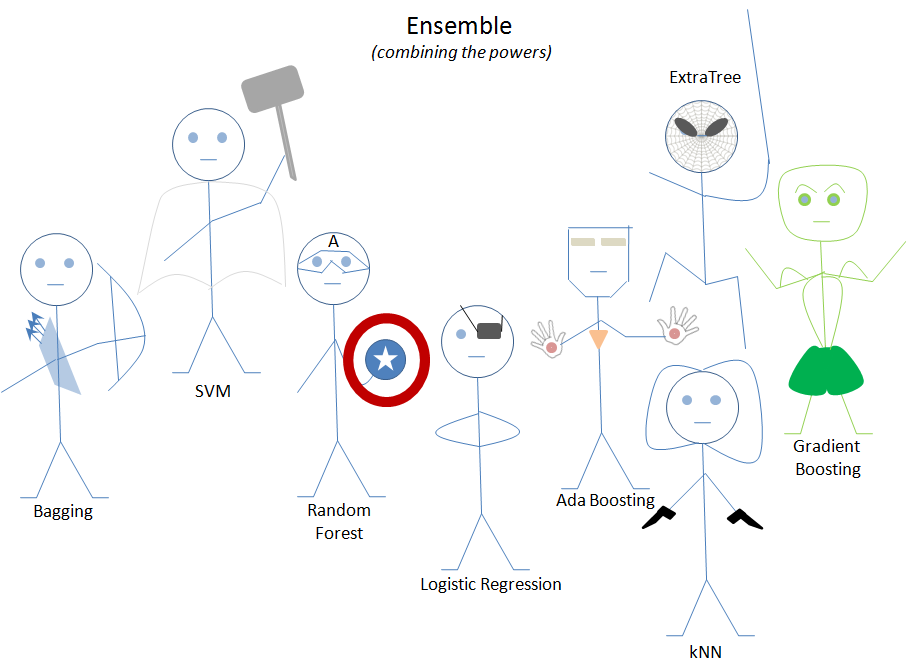 Ensemble
(combining the powers)
ExtraTree
A
SVM
Gradient
Boosting
Ada Boosting
Bagging
Random
Forest
Logistic Regression
kNN